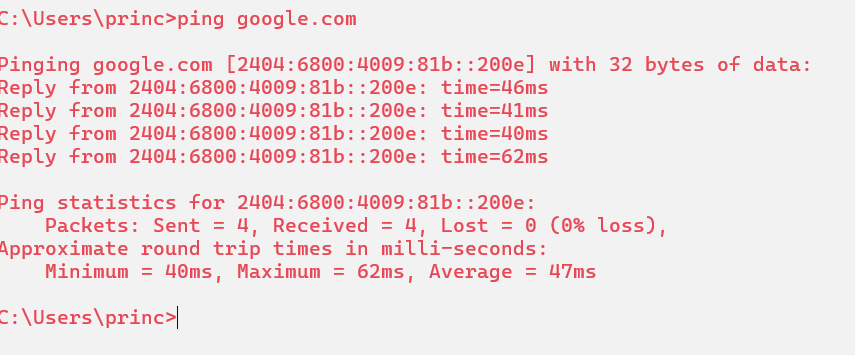 C:\Users\princ>ping google.com
Pinging google.com [2404:6800:4009:81b::200e] with 32 bytes of data:
Reply from 2404:6800:4009:81b::200e: time=46ms
Reply from 2404:6800:4009:81b::200e: time=41ms
Reply from 2404:6800:4009:81b::200e: time=40ms
Reply from 2404:6800:4009:81b::200e: time=62ms
Ping statistics for 2404:6800:4009:81b::200e:
Packets: Sent = 4, Received = 4, Lost = 0 (0% loss),
Approximate round trip times in milli-seconds:
Minimum = 40ms, Maximum = 62ms, Average = 47ms
C:\Users\princ>